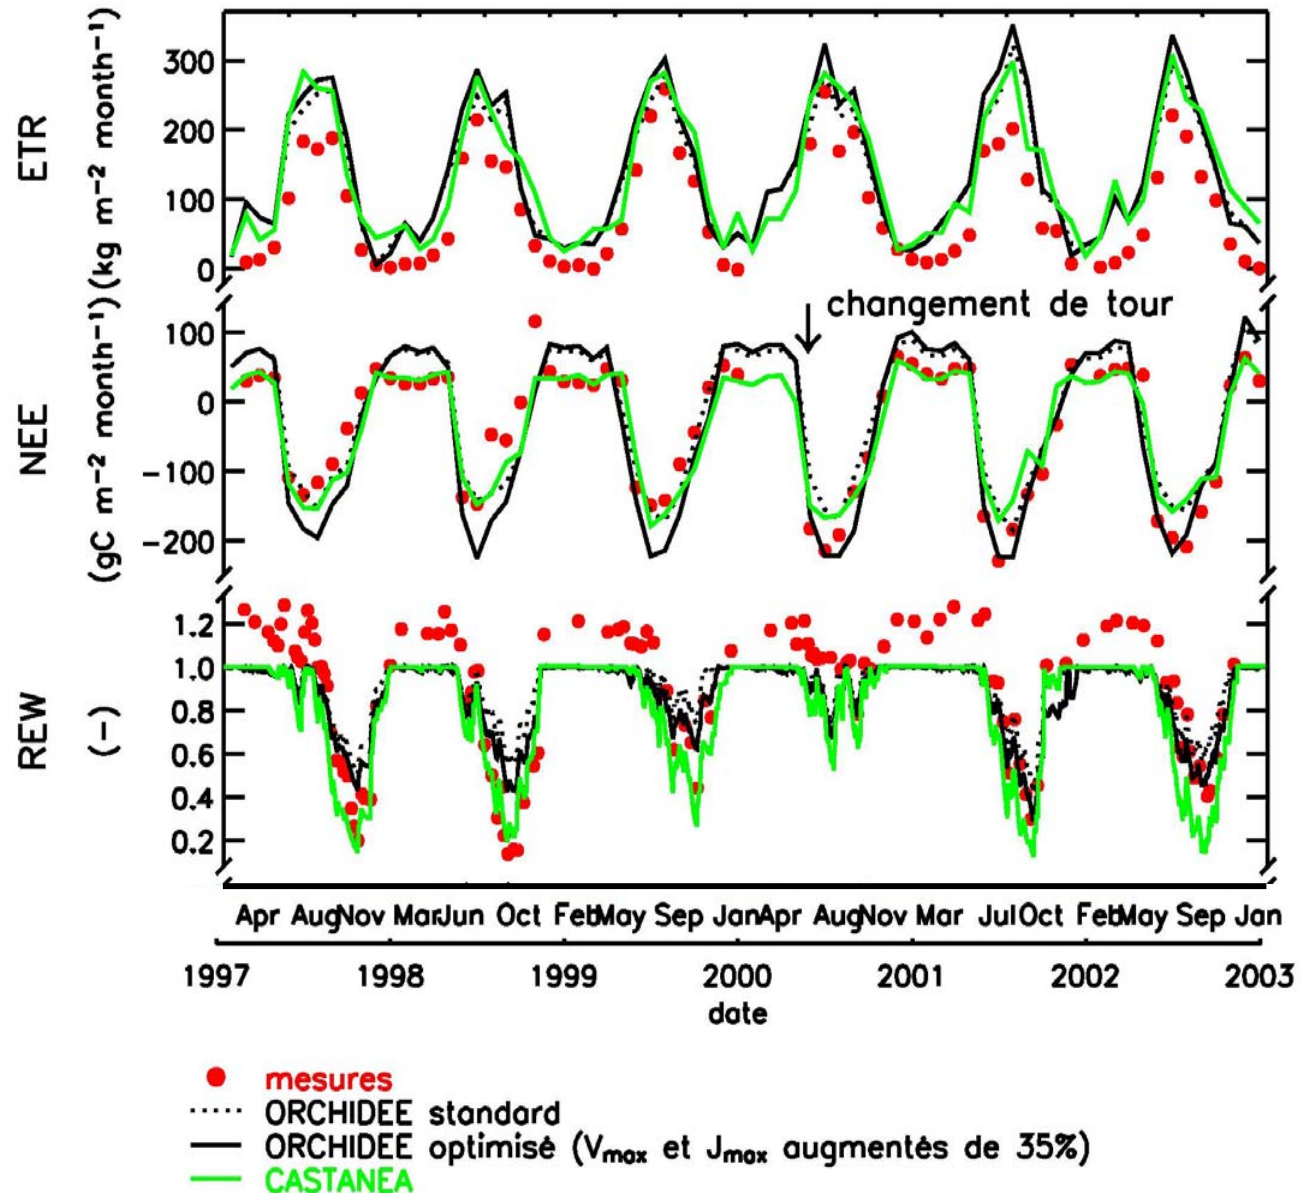 ETR
(kg m⁻² month⁻¹)
300
200
100
0
NEE
(gC m⁻² month⁻¹)
100
0
−100
−200
changement de tour
REW
(−)
1.2
1.0
0.8
0.6
0.4
0.2
Apr Aug Nov Mar Jun Oct Feb May Sep Jan Apr Aug Nov Mar Jul Oct Feb May Sep Jan
1997 1998 1999 2000 2001 2002 2003
date
mesures
ORCHIDEE standard
ORCHIDEE optimisé (Vmax et Jmax augmentés de 35%)
CASTANEA